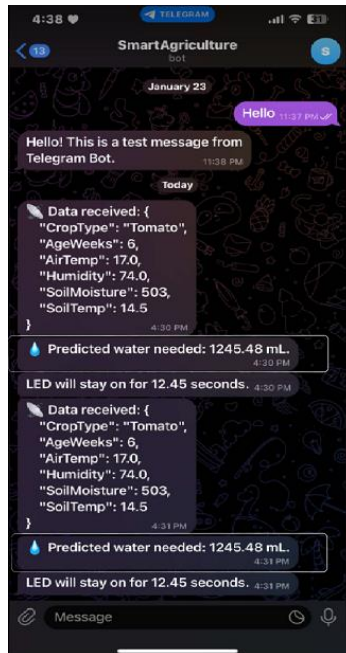 4:38
TELEGRAM
31
13
SmartAgriculture
bot
S
January 23
Hello 11:37 PM
Hello! This is a test message from
Telegram Bot.
11:38 PM
Today
Data received: {
"CropType": "Tomato",
"AgeWeeks": 6,
"AirTemp": 17.0,
"Humidity": 74.0,
"SoilMoisture": 503,
"SoilTemp": 14.5
}
4:30 PM
Predicted water needed: 1245.48 mL.
4:30 PM
LED will stay on for 12.45 seconds. 4:30 PM
Data received: {
"CropType": "Tomato",
"AgeWeeks": 6,
"AirTemp": 17.0,
"Humidity": 74.0,
"SoilMoisture": 503,
"SoilTemp": 14.5
}
4:31 PM
Predicted water needed: 1245.48 mL.
4:31 PM
LED will stay on for 12.45 seconds. 4:31 PM
Message